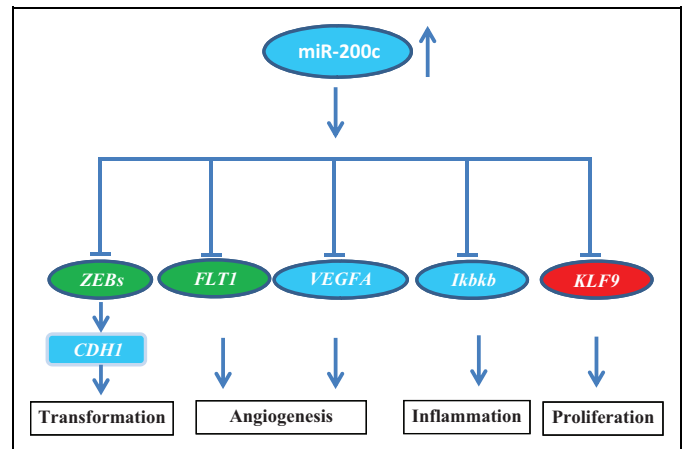 miR-200c
ZEBs
FLT1
VEGFA
Ikbkb
KLF9
CDH1
Transformation
Angiogenesis
Inflammation
Proliferation